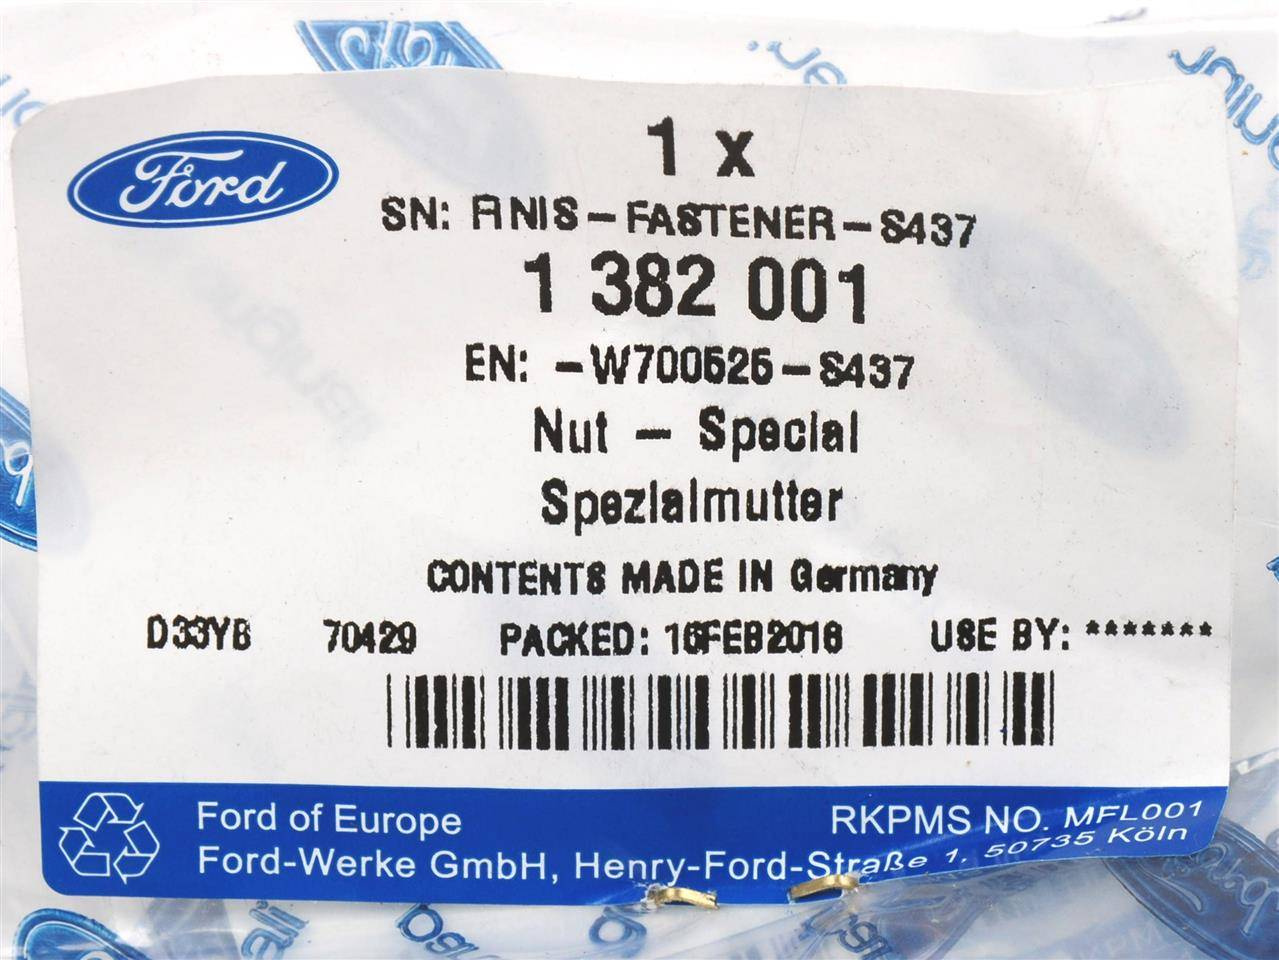 Ford
1 x
SN: FINIS-FASTENER-S437
1 382 001
EN: -W700526-S437
Nut - Special
Spezialmutter
CONTENTS MADE IN Germany
D33YB 70429 PACKED: 16FEB2016 USE BY: *******
Ford of Europe
RKPMS NO. MFL001
Ford-Werke GmbH, Henry-Ford-Straße 1, 50735 Köln